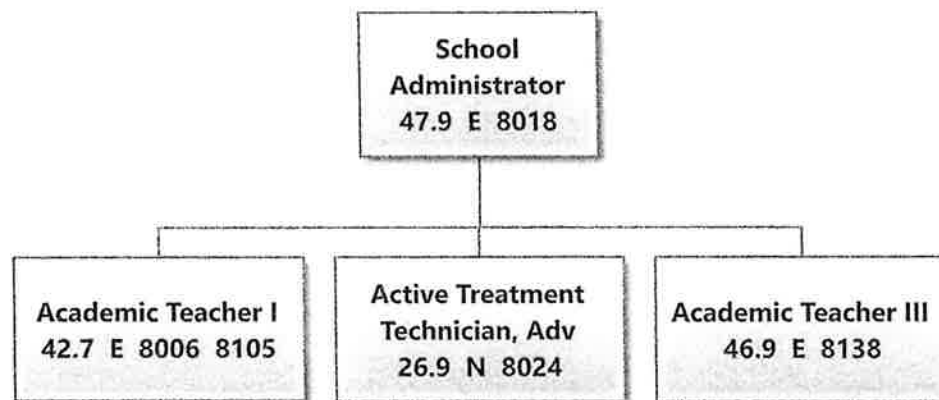 School
Administrator
47.9 E 8018
Academic Teacher I
42.7 E 8006 8105
Active Treatment
Technician, Adv
26.9 N 8024
Academic Teacher III
46.9 E 8138